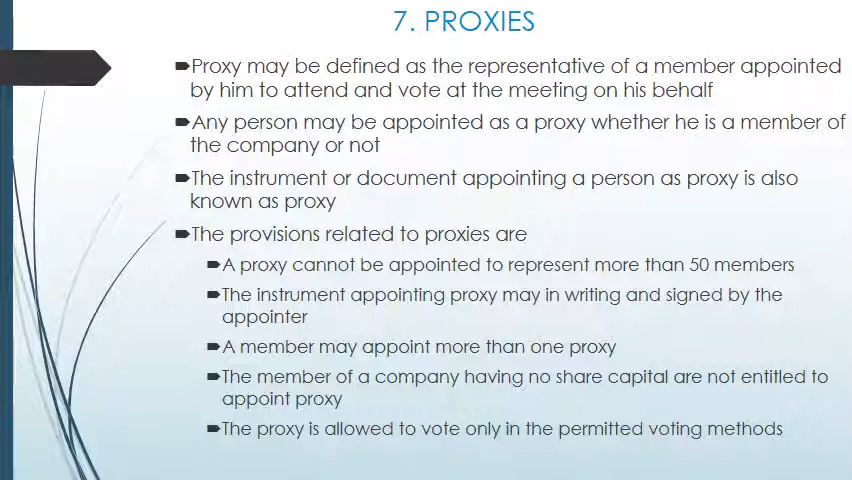 7. PROXIES
Proxy may be defined as the representative of a member appointed
by him to attend and vote at the meeting on his behalf
Any person may be appointed as a proxy whether he is a member of
the company or not
The instrument or document appointing a person as proxy is also
known as proxy
The provisions related to proxies are
A proxy cannot be appointed to represent more than 50 members
The instrument appointing proxy may in writing and signed by the
appointer
A member may appoint more than one proxy
The member of a company having no share capital are not entitled to
appoint proxy
The proxy is allowed to vote only in the permitted voting methods